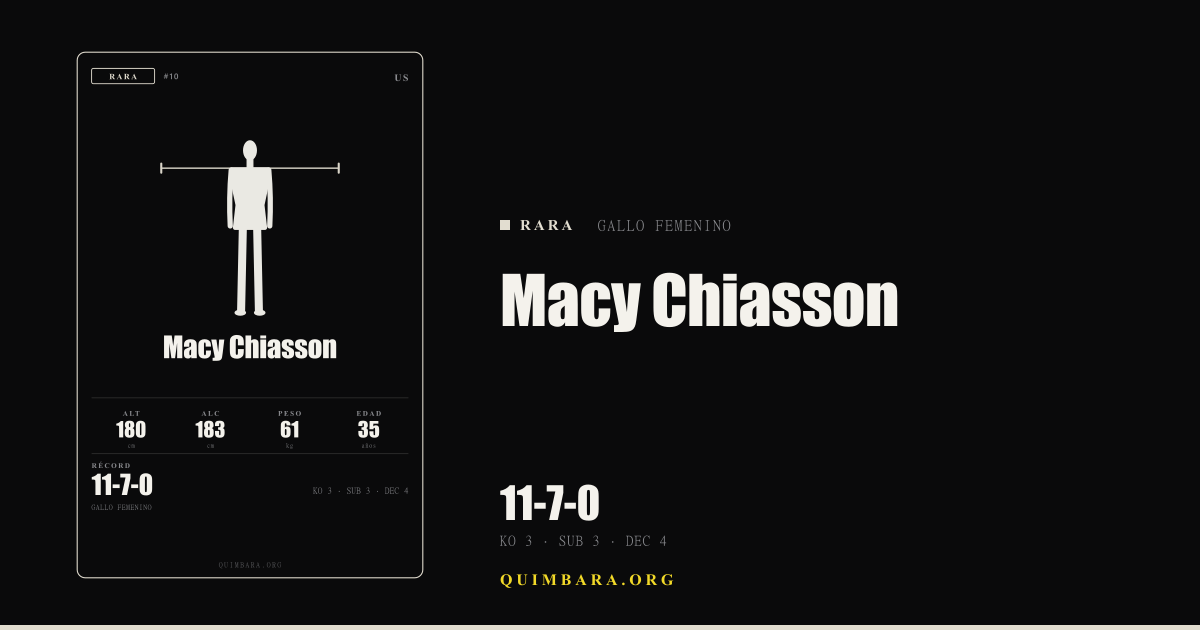 RARA #10 US
Macy Chiasson
ALT ALC PESO EDAD
180 183 61 35
cm cm kg años
RÉCORD
11-7-0
KO 3 · SUB 3 · DEC 4
GALLO FEMENINO
QUIMBARA.ORG
RARA GALLO FEMENINO
Macy Chiasson
11-7-0
KO 3 · SUB 3 · DEC 4
QUIMBARA.ORG